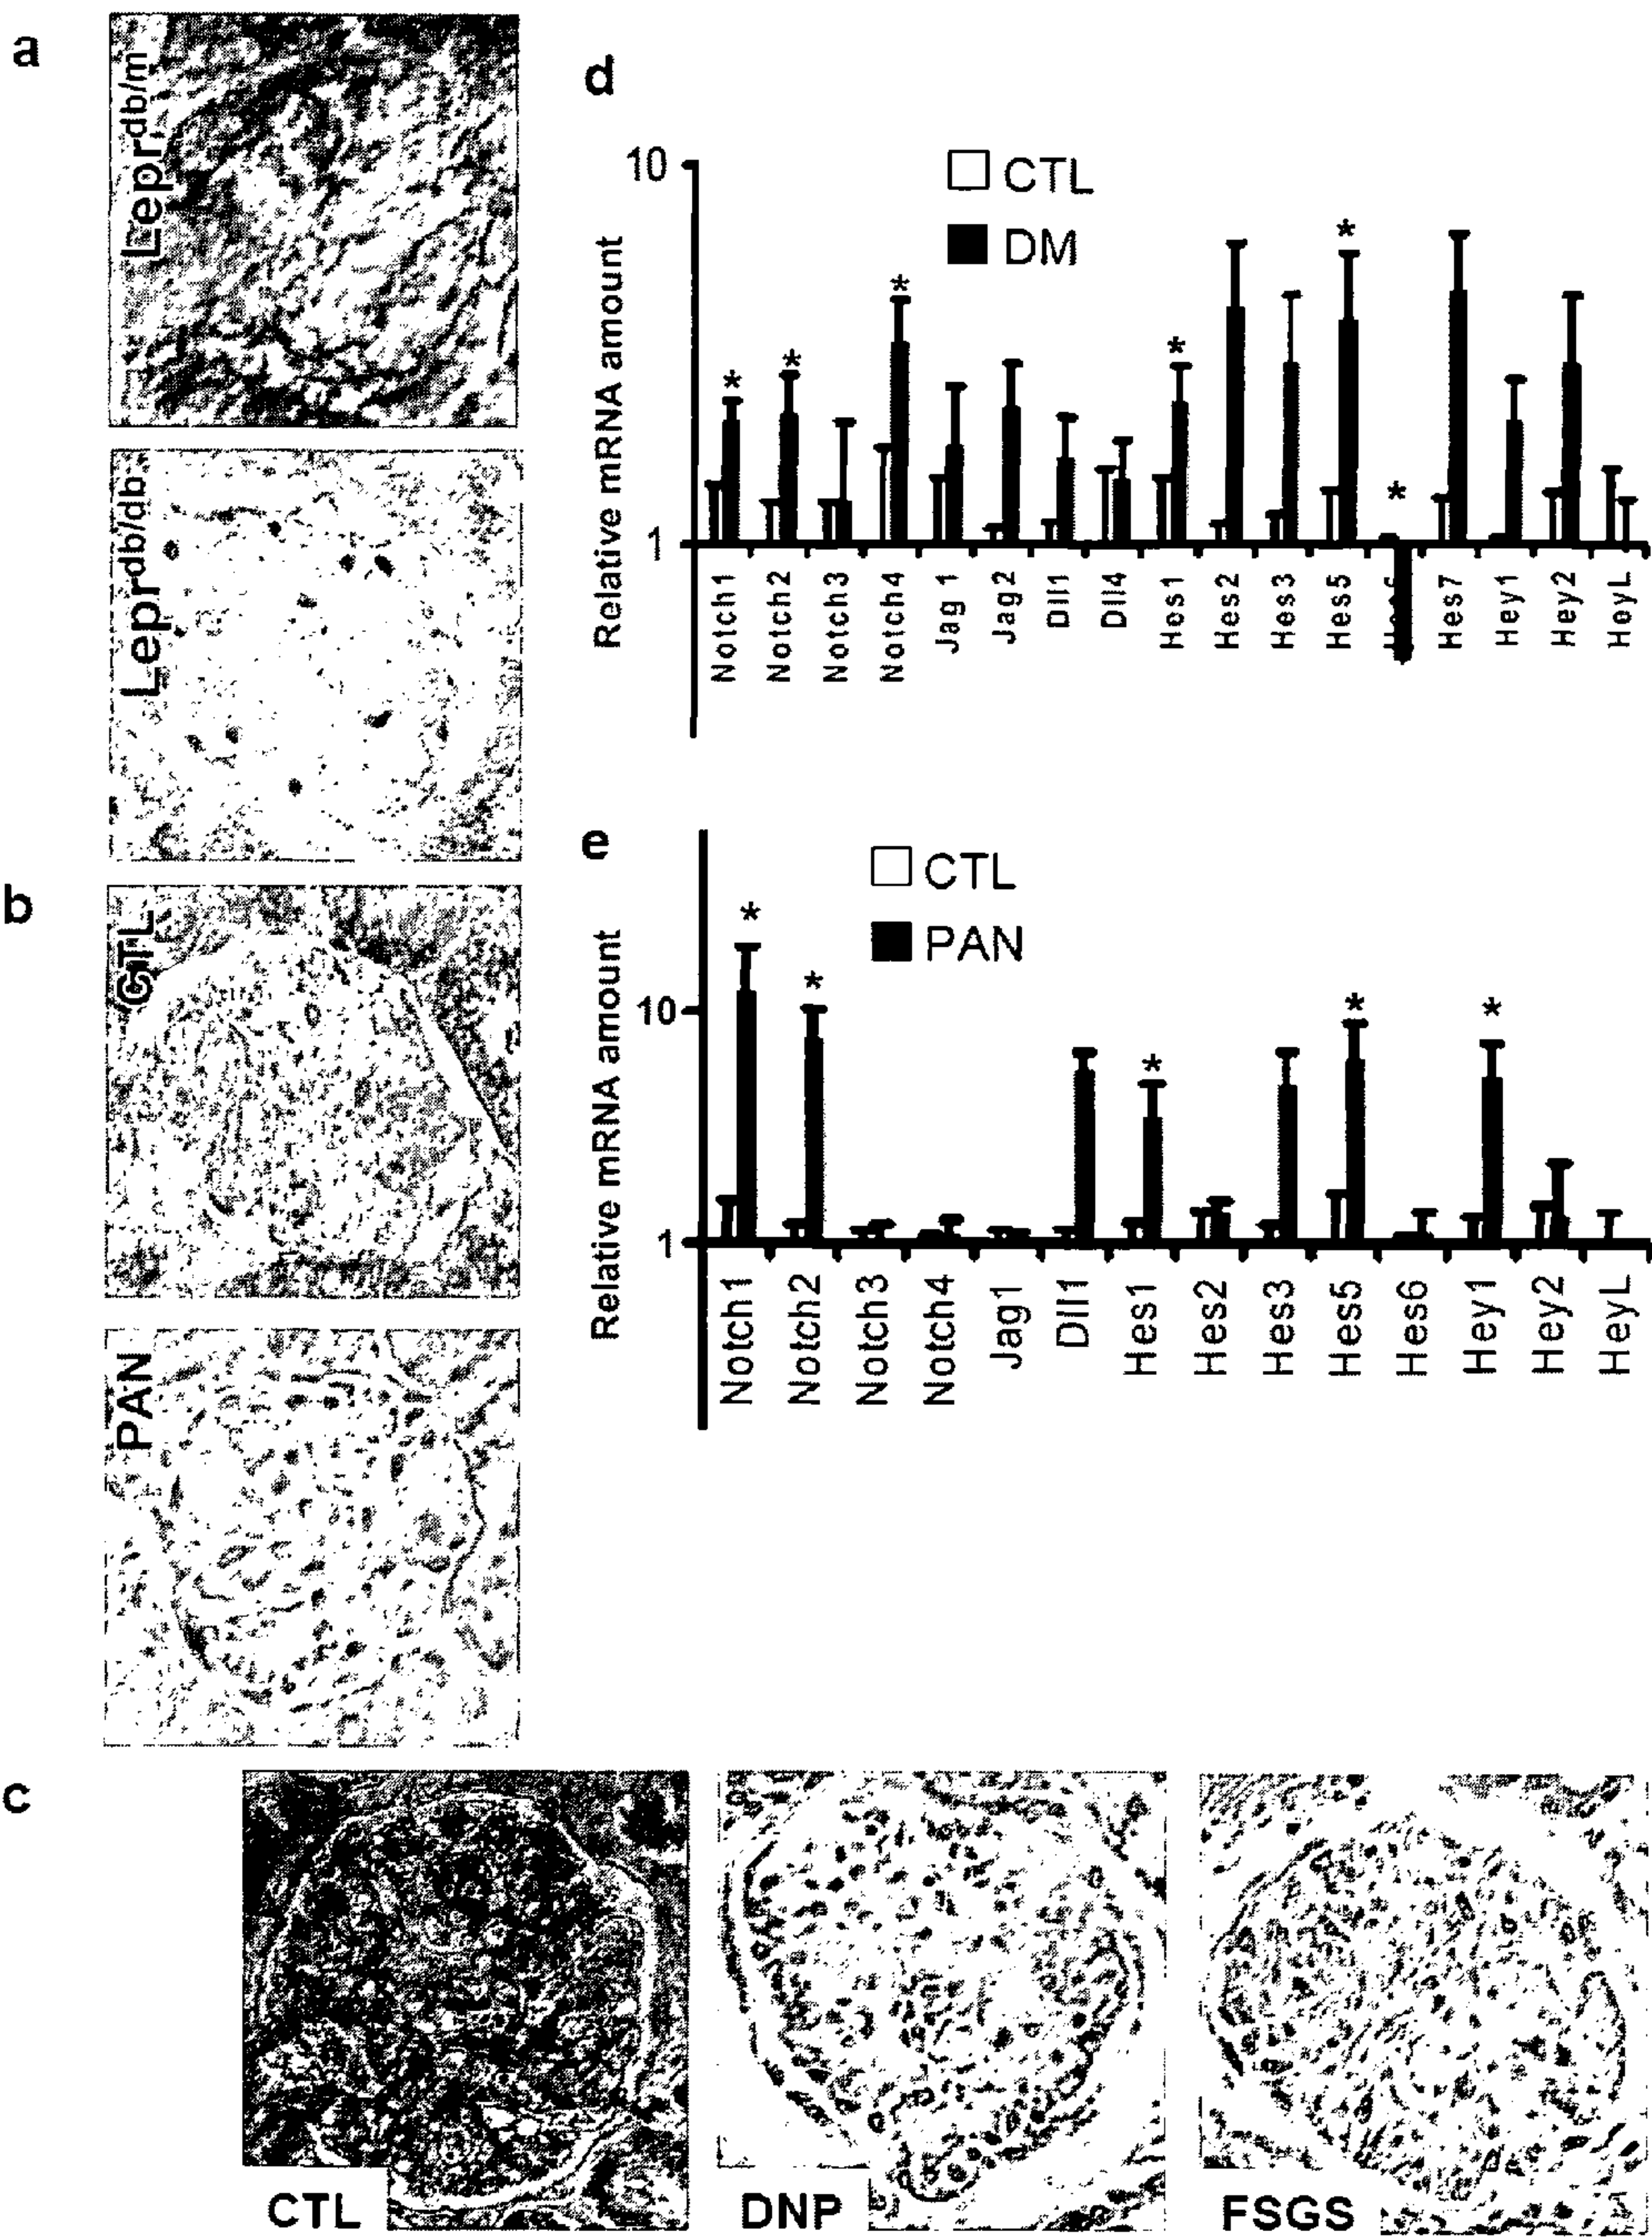 a
Lepr db/m
Lepr db/db
b
CTL
PAN
c
CTL
DNP
FSGS
d
10
1
Relative mRNA amount
CTL
DM
*
*
*
*
*
*
Notch1
Notch2
Notch3
Notch4
Jag 1
Jag2
Dll1
Dll4
Hes1
Hes2
Hes3
Hes5
Hes7
Hey1
Hey2
HeyL
e
10
1
Relative mRNA amount
CTL
PAN
*
*
*
*
*
Notch1
Notch2
Notch3
Notch4
Jag1
Dll1
Hes1
Hes2
Hes3
Hes5
Hes6
Hey1
Hey2
HeyL